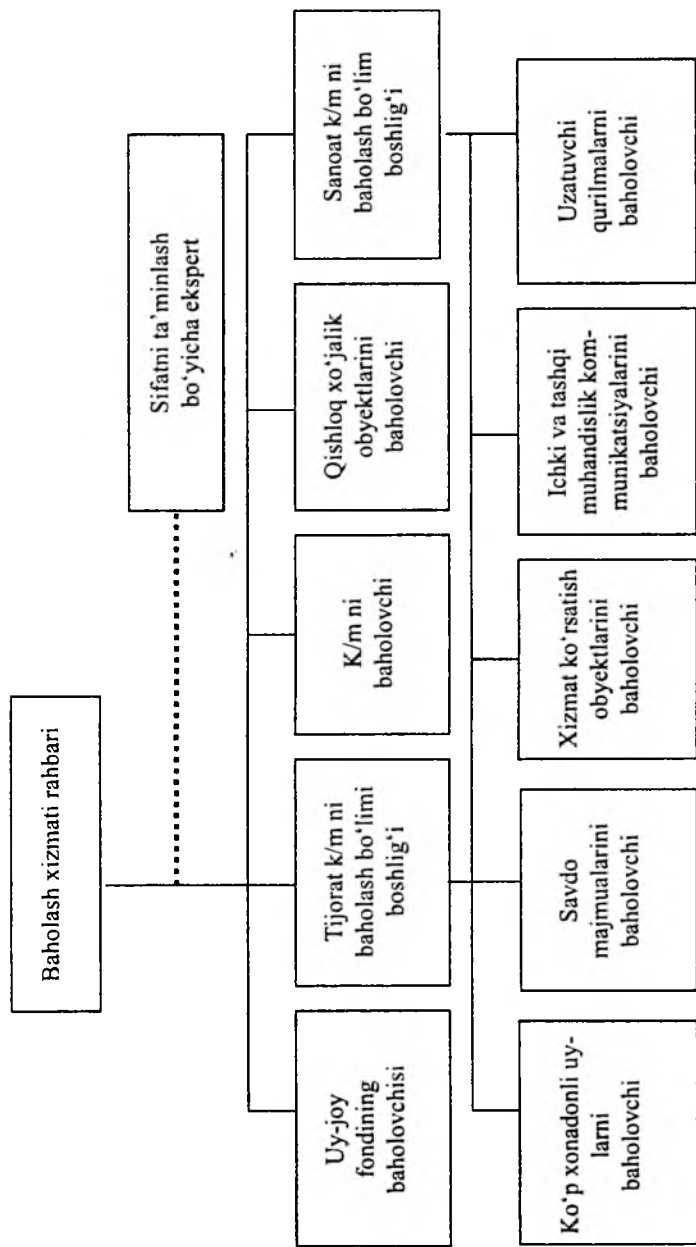 Baholash xizmati rahbari
Sifatni ta’minlash
bo‘yicha ekspert
Uy-joy
fondining
baholovchisi
Tijorat k/m ni
baholash bo‘limi
boshlig‘i
K/m ni
baholovchi
Qishloq xo‘jalik
obyektlarini
baholovchi
Sanoat k/m ni
baholash bo‘lim
boshlig‘i
Ko‘p xonadonli uy-
larni
baholovchi
Savdo
majmualarini
baholovchi
Xizmat ko‘rsatish
obyektlarini
baholovchi
Ichki va tashqi
muhandislik kom-
munikatsiyalarini
baholovchi
Uzatuvchi
qurilmalarni
baholovchi